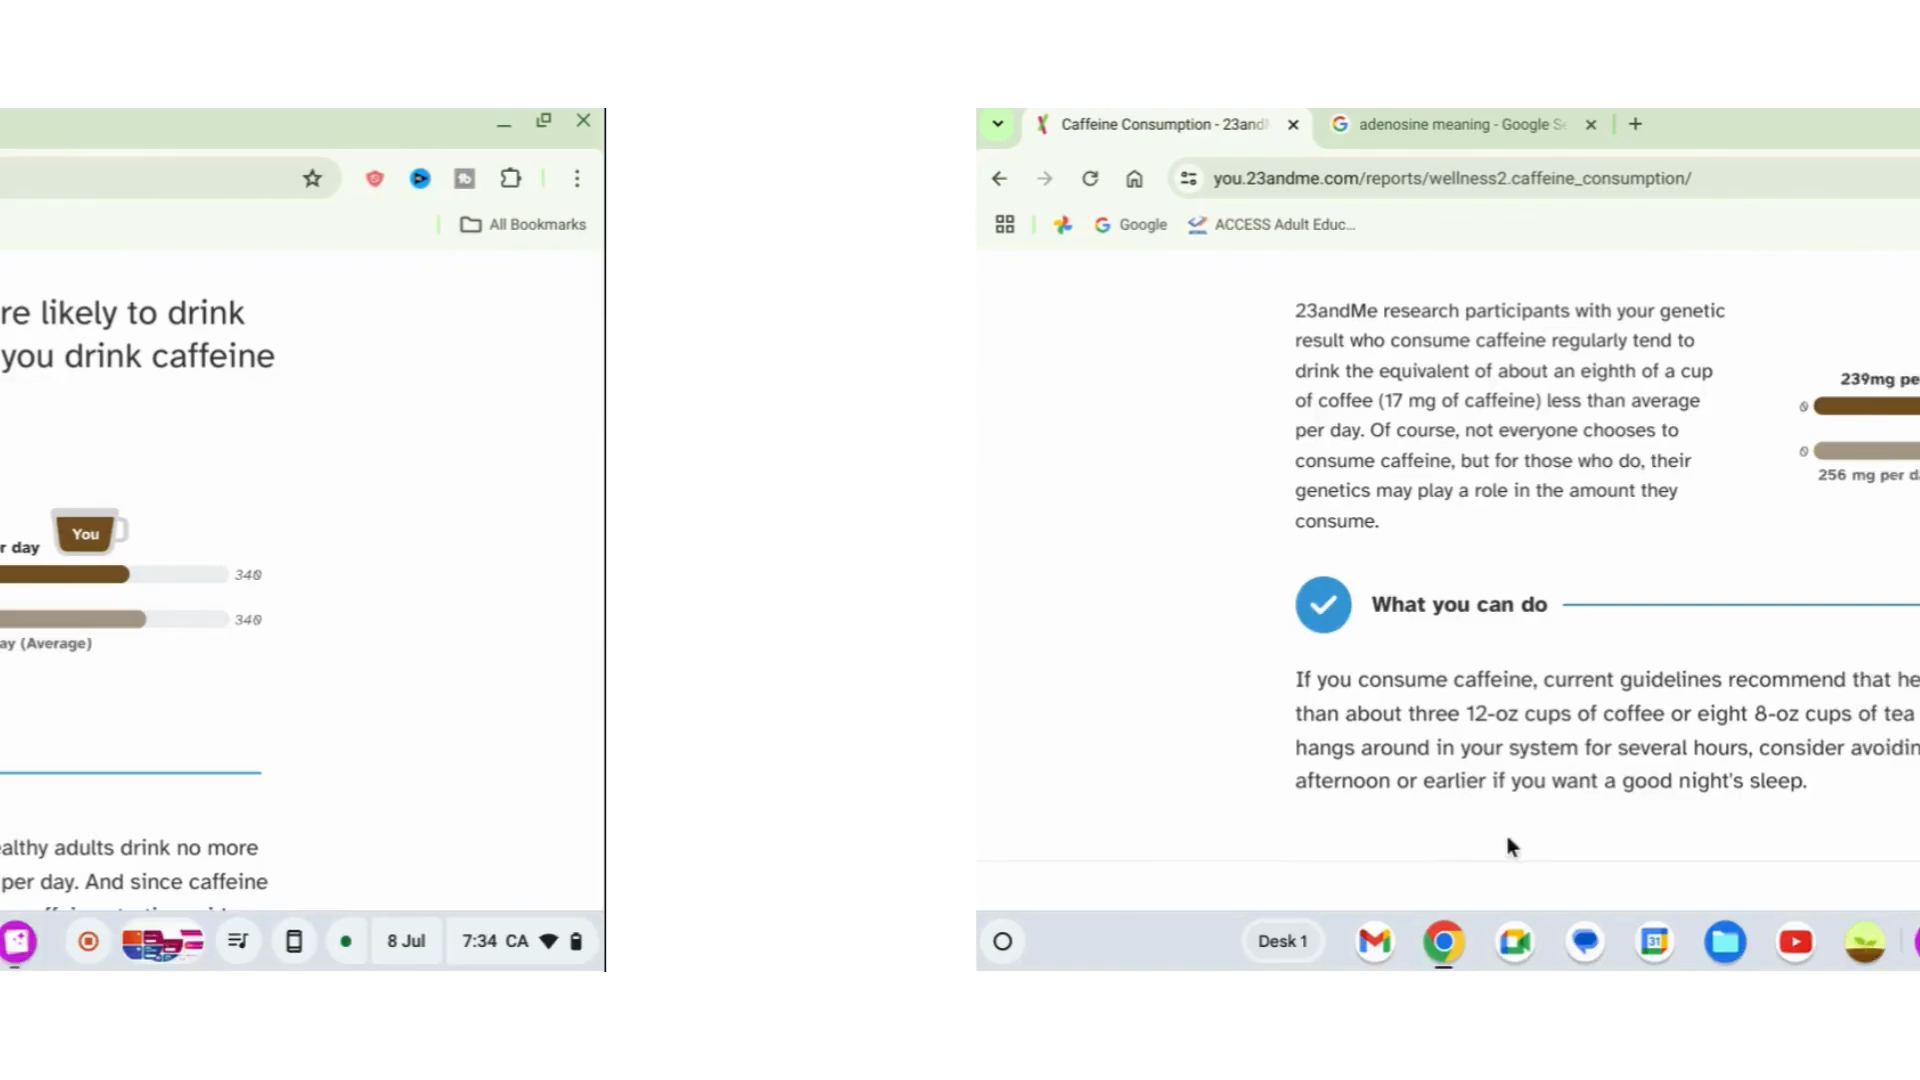 re likely to drink
you drink caffeine
All Bookmarks
You
r day
340
340
ay (Average)
ealthy adults drink no more
per day. And since caffeine
8 Jul
7:34 CA
Caffeine Consumption - 23and
adenosine meaning - Google Se
you.23andme.com/reports/wellness2.caffeine_consumption/
Google
ACCESS Adult Educ...
23andMe research participants with your genetic
result who consume caffeine regularly tend to
drink the equivalent of about an eighth of a cup
of coffee (17 mg of caffeine) less than average
per day. Of course, not everyone chooses to
consume caffeine, but for those who do, their
genetics may play a role in the amount they
consume.
239mg pe
0
0
256 mg per d
What you can do
If you consume caffeine, current guidelines recommend that he
than about three 12-oz cups of coffee or eight 8-oz cups of tea
hangs around in your system for several hours, consider avoidin
afternoon or earlier if you want a good night's sleep.
Desk 1
31